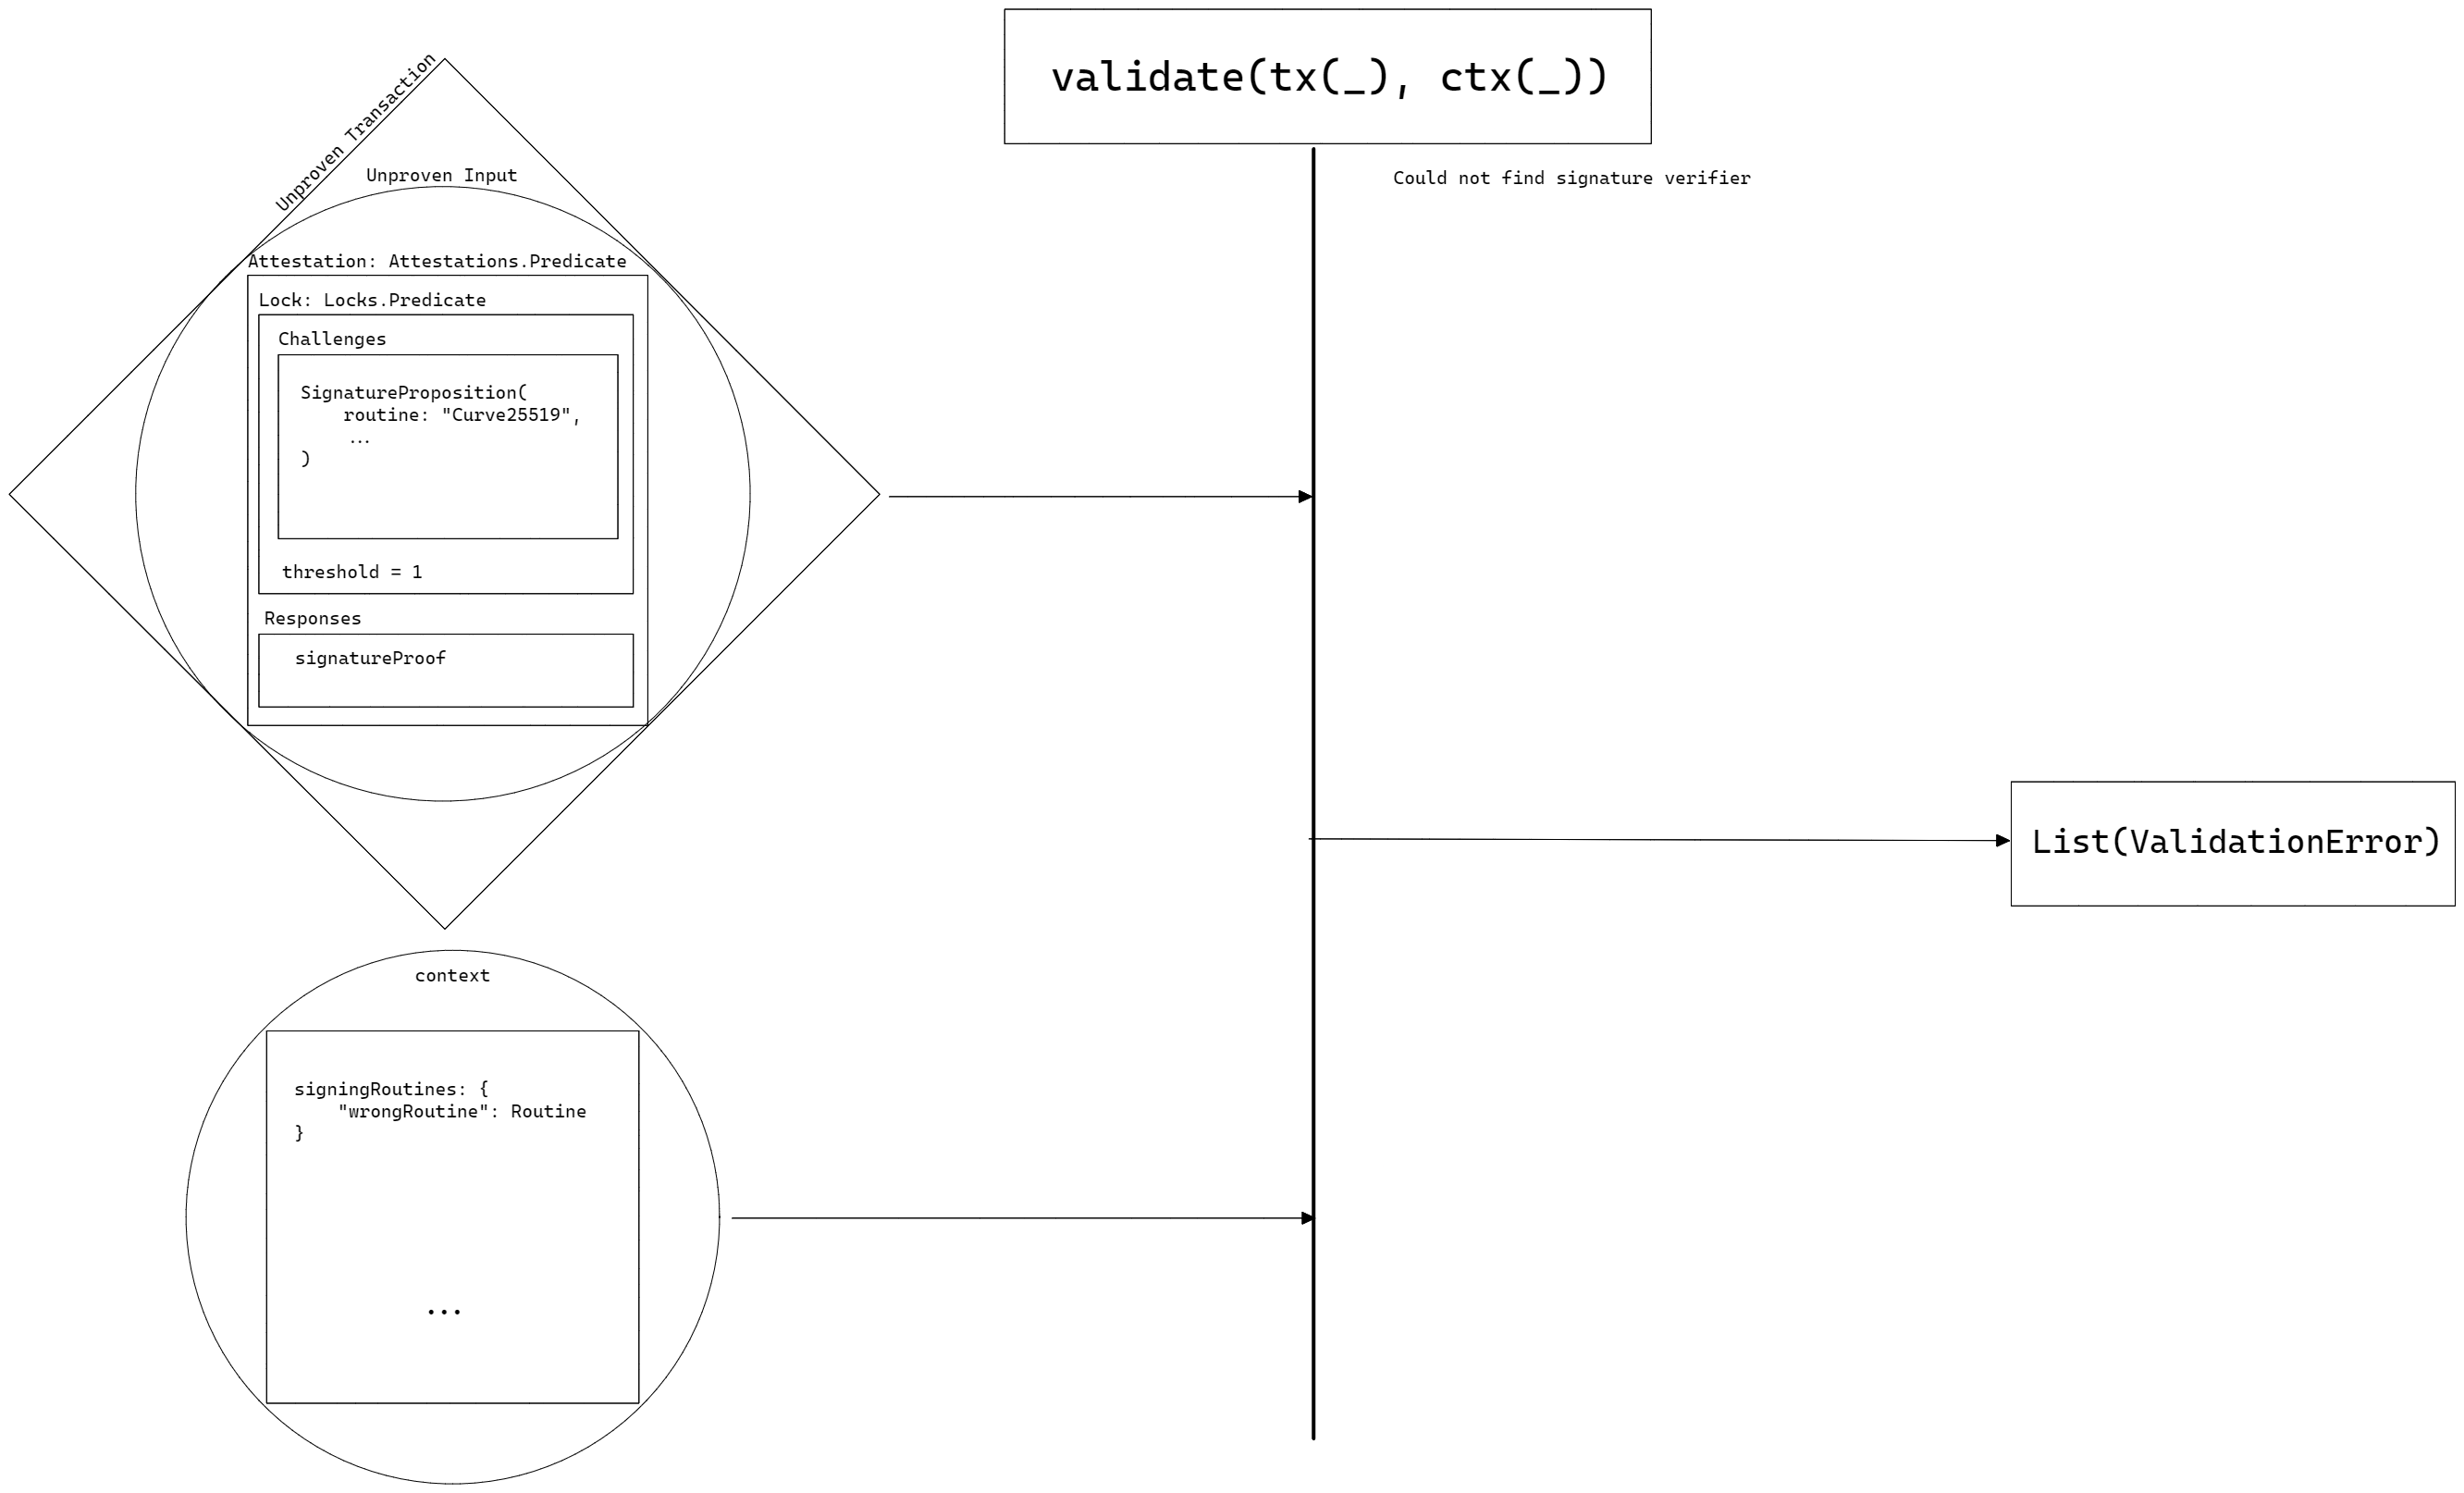 validate(tx(_), ctx(_))
Could not find signature verifier
Unproven Transaction
Unproven Input
Attestation: Attestations.Predicate
Lock: Locks.Predicate
Challenges
SignatureProposition(
    routine: "Curve25519",
    ...
)
threshold = 1
Responses
signatureProof
List(ValidationError)
context
signingRoutines: {
    "wrongRoutine": Routine
}
...